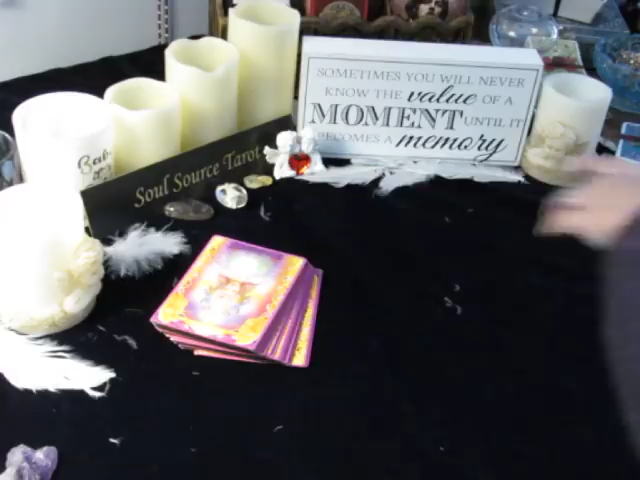 SOMETIMES YOU WILL NEVER
KNOW THE value OF A
MOMENT UNTIL IT
BECOMES A memory
Soul Source Tarot